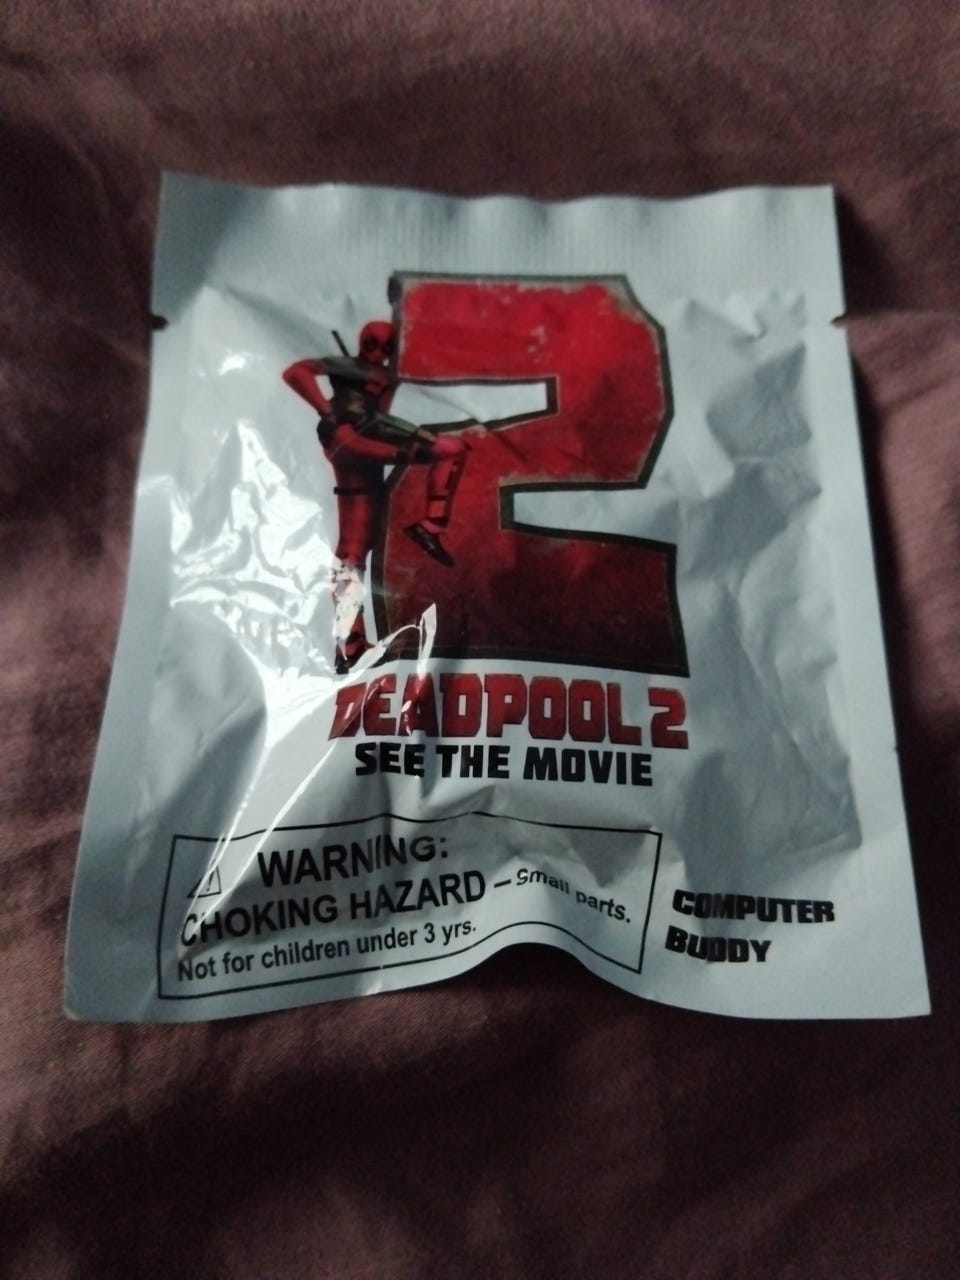 2
DEADPOOL 2
SEE THE MOVIE
WARNING:
CHOKING HAZARD – Small parts.
Not for children under 3 yrs.
COMPUTER
BUDDY